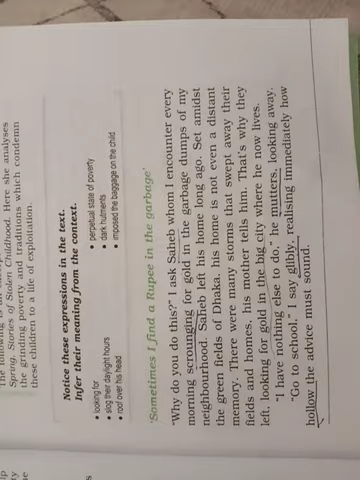 Spring, Stories of Stolen Childhood. Here she analyses
the grinding poverty and traditions which condemn
these children to a life of exploitation.
Notice these expressions in the text.
Infer their meaning from the context.
• looking for
• slog their daylight hours
• roof over his head
• perpetual state of poverty
• dark hutments
• imposed the baggage on the child
'Sometimes I find a Rupee in the garbage'
"Why do you do this?" I ask Saheb whom I encounter every
morning scrounging for gold in the garbage dumps of my
neighbourhood. Saheb left his home long ago. Set amidst
the green fields of Dhaka, his home is not even a distant
memory. There were many storms that swept away their
fields and homes, his mother tells him. That's why they
left, looking for gold in the big city where he now lives.
"I have nothing else to do," he mutters, looking away.
"Go to school," I say glibly, realising immediately how
hollow the advice must sound.